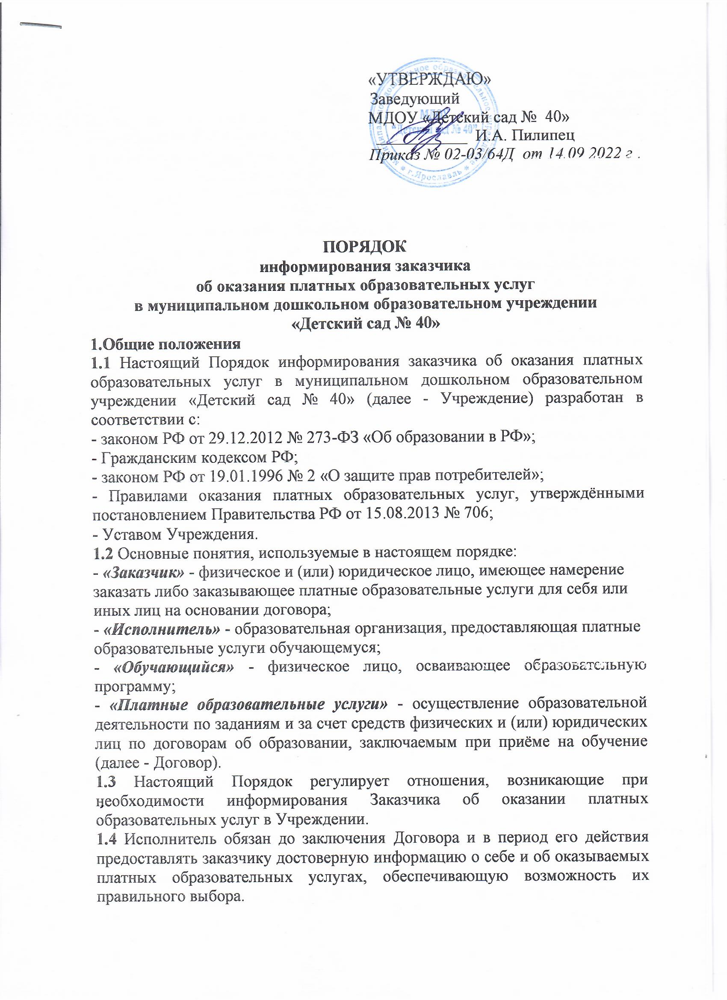 «УТВЕРЖДАЮ»
Заведующий
МДОУ «Детский сад № 40»
И.А. Пилипец
Приказ № 02-03/64Д от 14.09 2022 г .
муниципальное дошкольное образовательное учреждение * г.Ярославль *
МДОУ
"Детский сад № 40"
ПОРЯДОК
информирования заказчика
об оказания платных образовательных услуг
в муниципальном дошкольном образовательном учреждении
«Детский сад № 40»
1.Общие положения
1.1 Настоящий Порядок информирования заказчика об оказания платных
образовательных услуг в муниципальном дошкольном образовательном
учреждении «Детский сад № 40» (далее - Учреждение) разработан в
соответствии с:
- законом РФ от 29.12.2012 № 273-ФЗ «Об образовании в РФ»;
- Гражданским кодексом РФ;
- законом РФ от 19.01.1996 № 2 «О защите прав потребителей»;
- Правилами оказания платных образовательных услуг, утверждёнными
постановлением Правительства РФ от 15.08.2013 № 706;
- Уставом Учреждения.
1.2 Основные понятия, используемые в настоящем порядке:
- «Заказчик» - физическое и (или) юридическое лицо, имеющее намерение
заказать либо заказывающее платные образовательные услуги для себя или
иных лиц на основании договора;
- «Исполнитель» - образовательная организация, предоставляющая платные
образовательные услуги обучающемуся;
- «Обучающийся» - физическое лицо, осваивающее образовательную
программу;
- «Платные образовательные услуги» - осуществление образовательной
деятельности по заданиям и за счет средств физических и (или) юридических
лиц по договорам об образовании, заключаемым при приёме на обучение
(далее - Договор).
1.3 Настоящий Порядок регулирует отношения, возникающие при
необходимости информирования Заказчика об оказании платных
образовательных услуг в Учреждении.
1.4 Исполнитель обязан до заключения Договора и в период его действия
предоставлять заказчику достоверную информацию о себе и об оказываемых
платных образовательных услугах, обеспечивающую возможность их
правильного выбора.